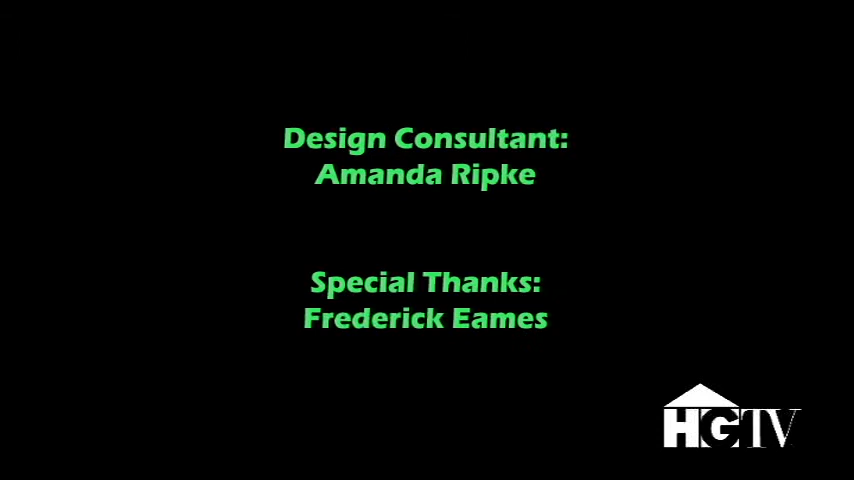 Design Consultant:
Amanda Ripke
Special Thanks:
Frederick Eames
HGTV